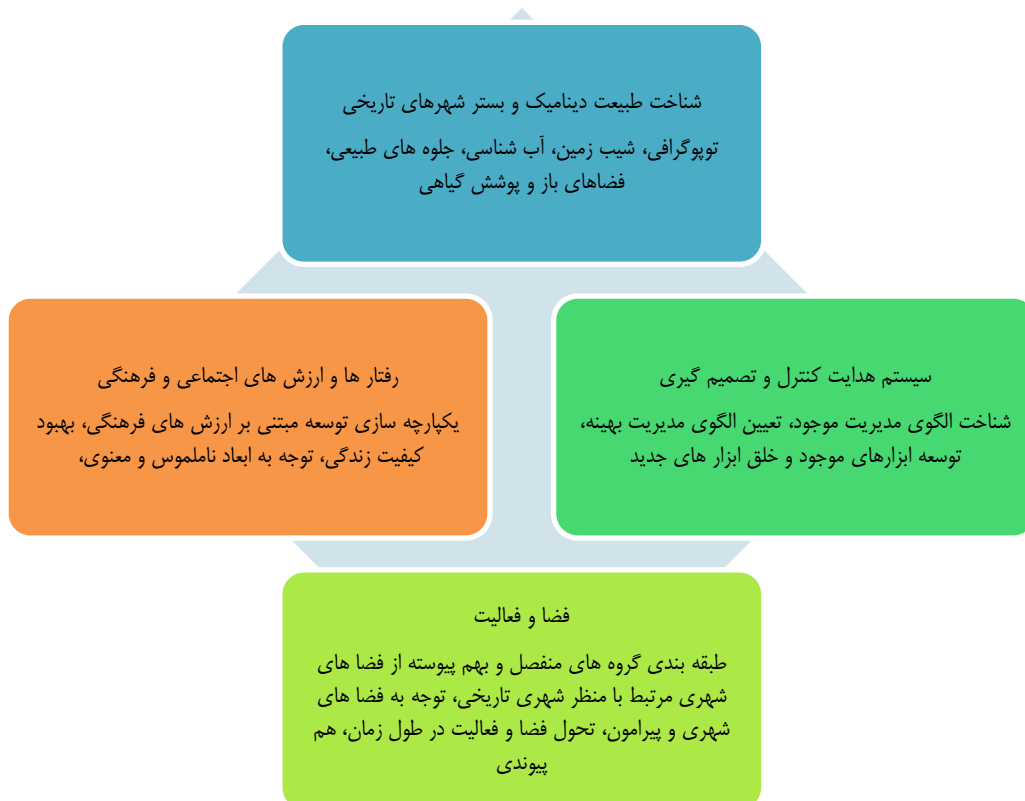 شناخت طبیعت دینامیک و بستر شهرهای تاریخی
توپوگرافی، شیب زمین، آب شناسی، جلوه های طبیعی،
فضاهای باز و پوشش گیاهی
سیستم هدایت کنترل و تصمیم گیری
شناخت الگوی مدیریت موجود، تعیین الگوی مدیریت بهینه،
توسعه ابزارهای موجود و خلق ابزار های جدید
رفتار ها و ارزش های اجتماعی و فرهنگی
یکپارچه سازی توسعه مبتنی بر ارزش های فرهنگی، بهبود
کیفیت زندگی، توجه به ابعاد ناملموس و معنوی،
فضا و فعالیت
طبقه بندی گروه های منفصل و بهم پیوسته از فضا های
شهری مرتبط با منظر شهری تاریخی، توجه به فضا های
شهری و پیرامون، تحول فضا و فعالیت در طول زمان، هم
پیوندی